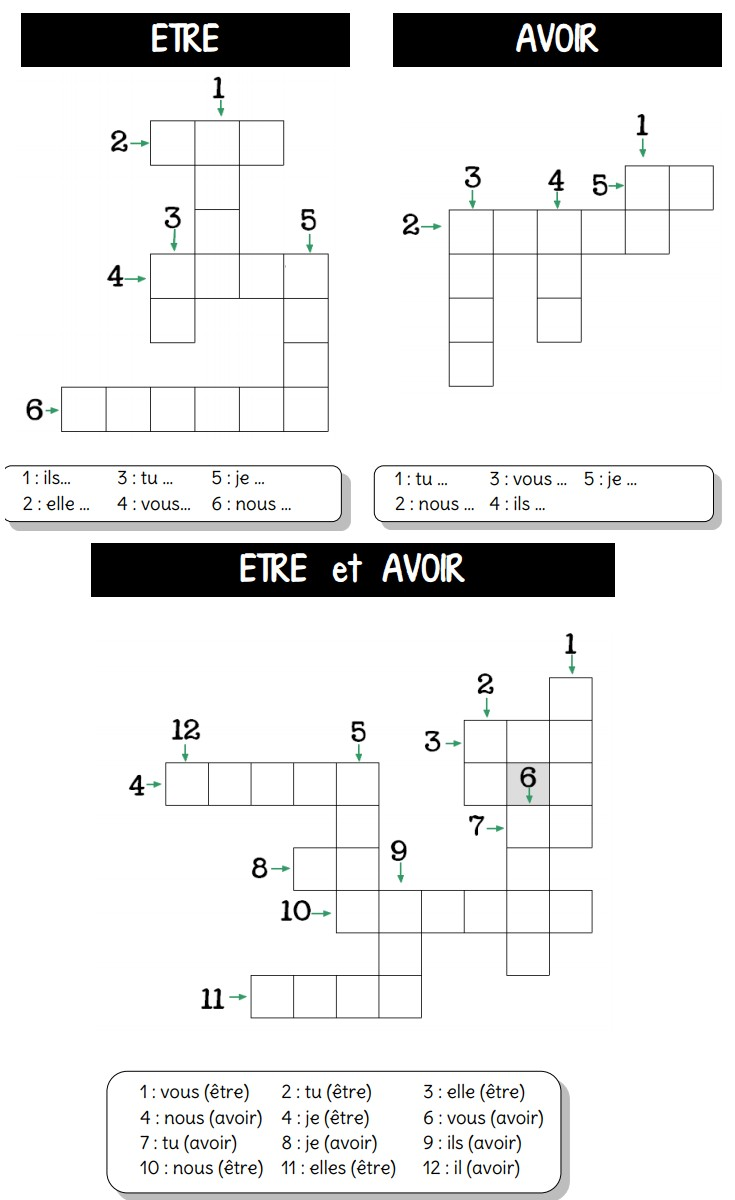 ETRE
1
2
3
5
4
6
1 : ils... 3 : tu ... 5 : je ...
2 : elle ... 4 : vous... 6 : nous ...
AVOIR
1
3 4 5
2
1 : tu ... 3 : vous ... 5 : je ...
2 : nous ... 4 : ils ...
ETRE et AVOIR
1
2
12 5 3
4 6
7
8 9
10
11
1 : vous (être) 2 : tu (être) 3 : elle (être)
4 : nous (avoir) 4 : je (être) 6 : vous (avoir)
7 : tu (avoir) 8 : je (avoir) 9 : ils (avoir)
10 : nous (être) 11 : elles (être) 12 : il (avoir)